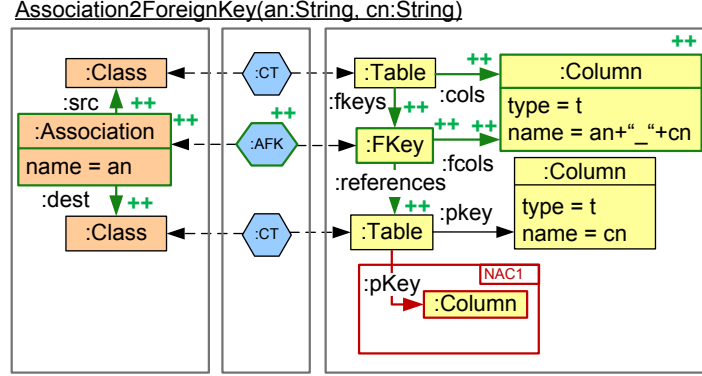 Association2ForeignKey(an:String, cn:String)
++
:Class
:CT
:Table
++
:Column
:src
++
:fkeys
++
:cols
type = t
name = an+“_“+cn
:Association
++
++
name = an
:AFK
:FKey
++
++
:fcols
:dest
++
:references
++
:Column
type = t
name = cn
:Class
:CT
:Table
:pkey
NAC1
:pKey
:Column